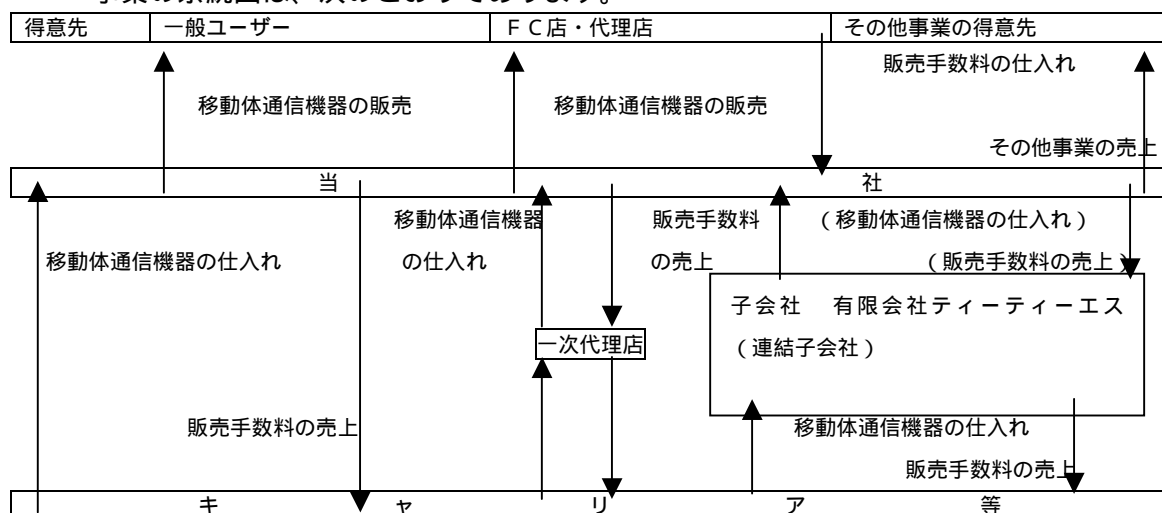 事業の系統図は、次のとおりであります。
得意先 一般ユーザー ＦＣ店・代理店 その他事業の得意先
販売手数料の仕入れ
移動体通信機器の販売 移動体通信機器の販売
その他事業の売上
当 社
移動体通信機器 販売手数料 （移動体通信機器の仕入れ）
移動体通信機器の仕入れ の仕入れ の売上 （販売手数料の売上）
子会社 有限会社ティーティーエス
一次代理店 （連結子会社）
販売手数料の売上 移動体通信機器の仕入れ
販売手数料の売上
キ ャ リ ア 等